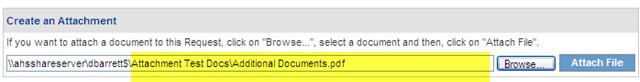 Create an Attachment
If you want to attach a document to this Request, click on "Browse...", select a document and then, click on "Attach File".
\\ahsshareserver\dbarrett$\Attachment Test Docs\Additional Documents.pdf Browse... Attach File